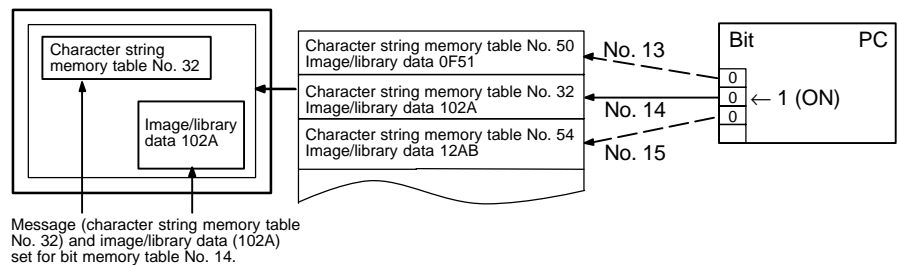 Character string
memory table No. 32
Image/library
data 102A
Character string memory table No. 50
Image/library data 0F51
Character string memory table No. 32
Image/library data 102A
Character string memory table No. 54
Image/library data 12AB
No. 13
No. 14
No. 15
Bit PC
0
0 ← 1 (ON)
0
Message (character string memory table
No. 32) and image/library data (102A)
set for bit memory table No. 14.